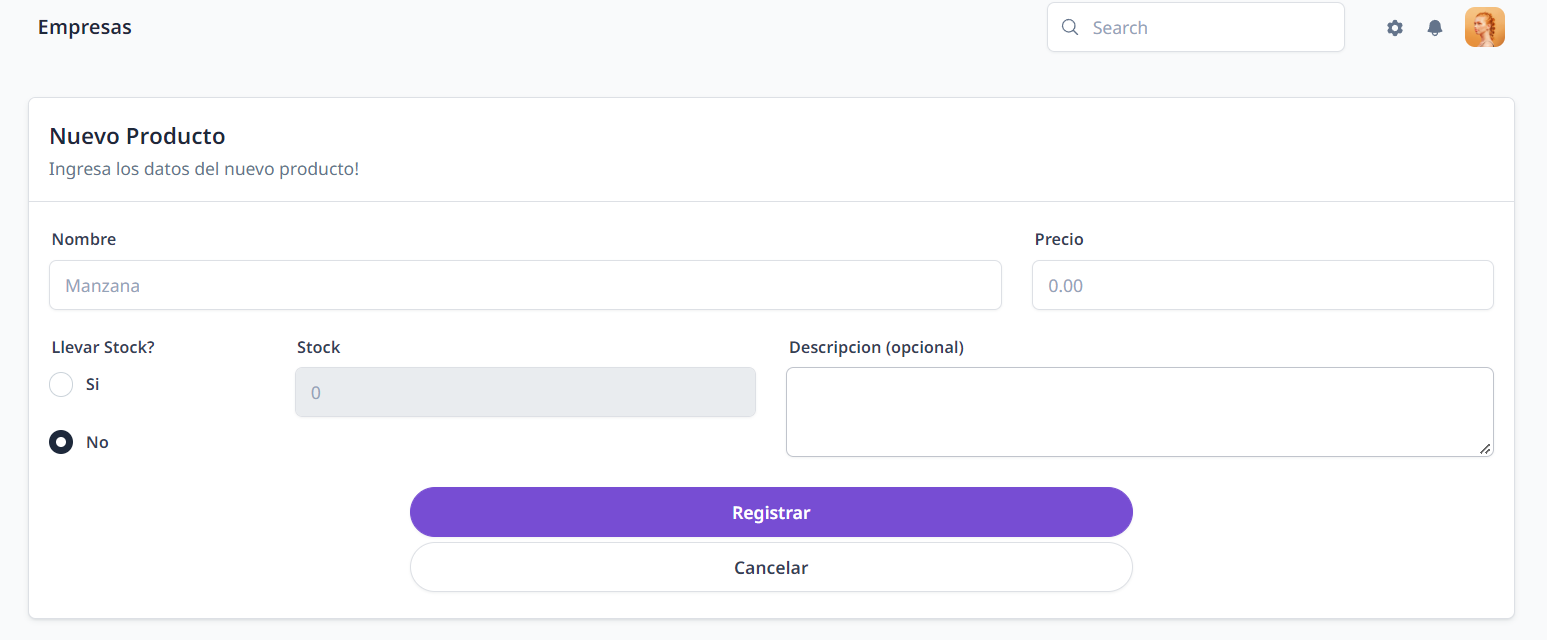 Empresas
Search
Nuevo Producto
Ingresa los datos del nuevo producto!
Nombre
Precio
Manzana
0.00
Llevar Stock?
Stock
Descripcion (opcional)
Si
0
No
Registrar
Cancelar